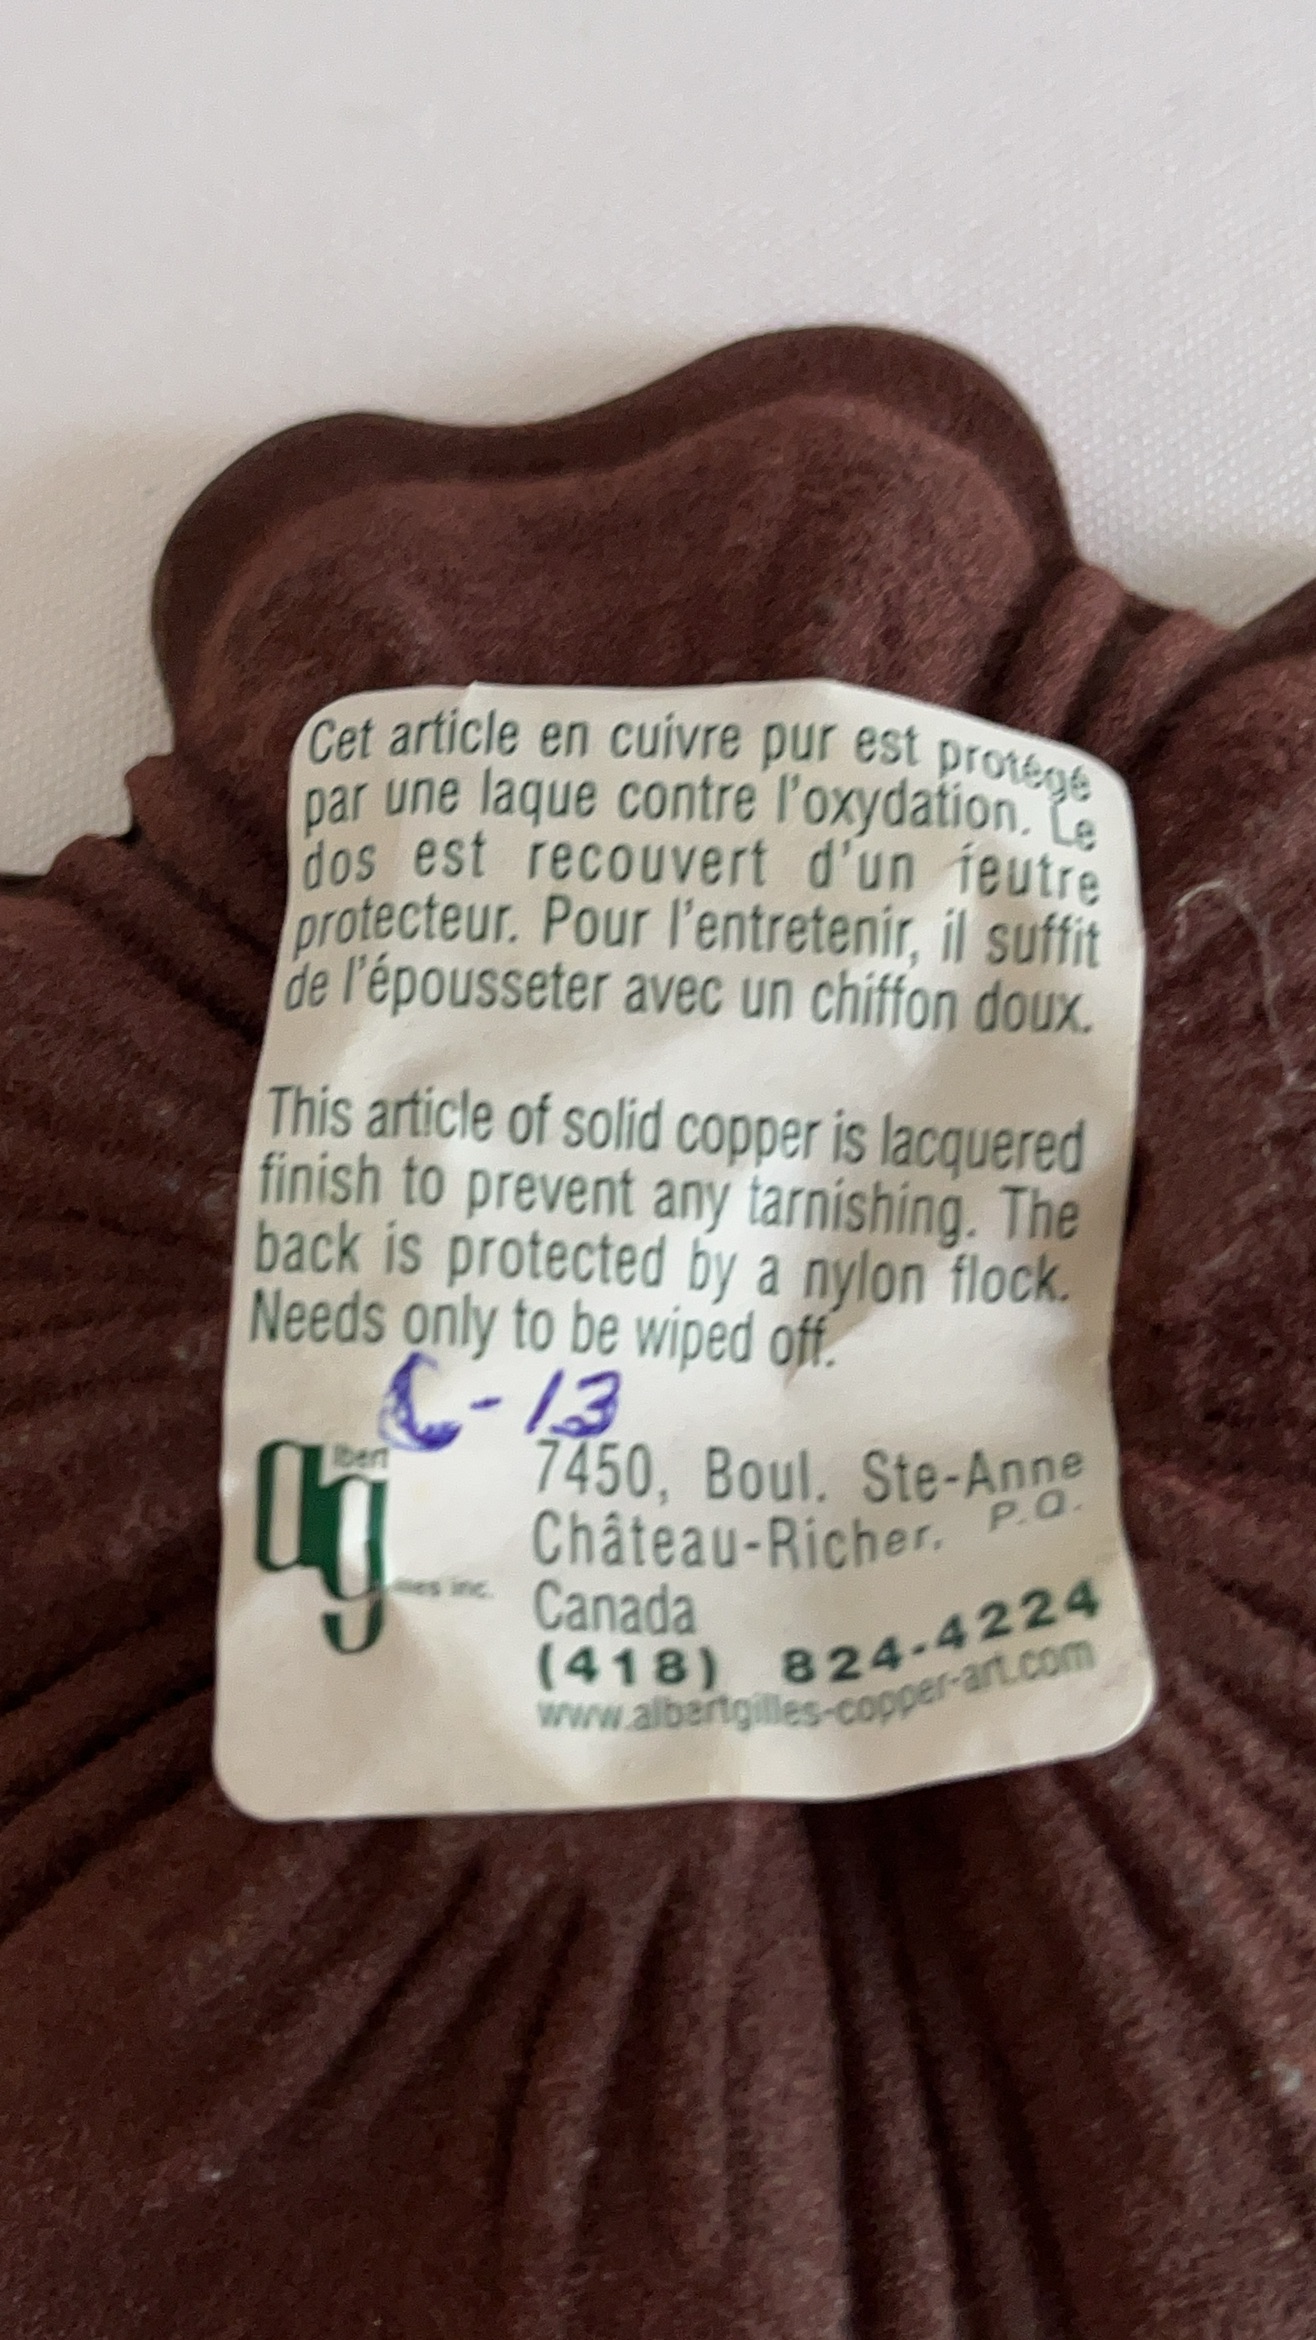 Cet article en cuivre pur est protégé
par une laque contre l'oxydation. Le
dos est recouvert d'un feutre
protecteur. Pour l'entretenir, il suffit
de l'épousseter avec un chiffon doux.
This article of solid copper is lacquered
finish to prevent any tarnishing. The
back is protected by a nylon flock.
Needs only to be wiped off.
C-13
albert
gilles inc.
7450, Boul. Ste-Anne
Château-Richer, P.Q.
Canada
(418) 824-4224
www.albertgilles-copper-art.com